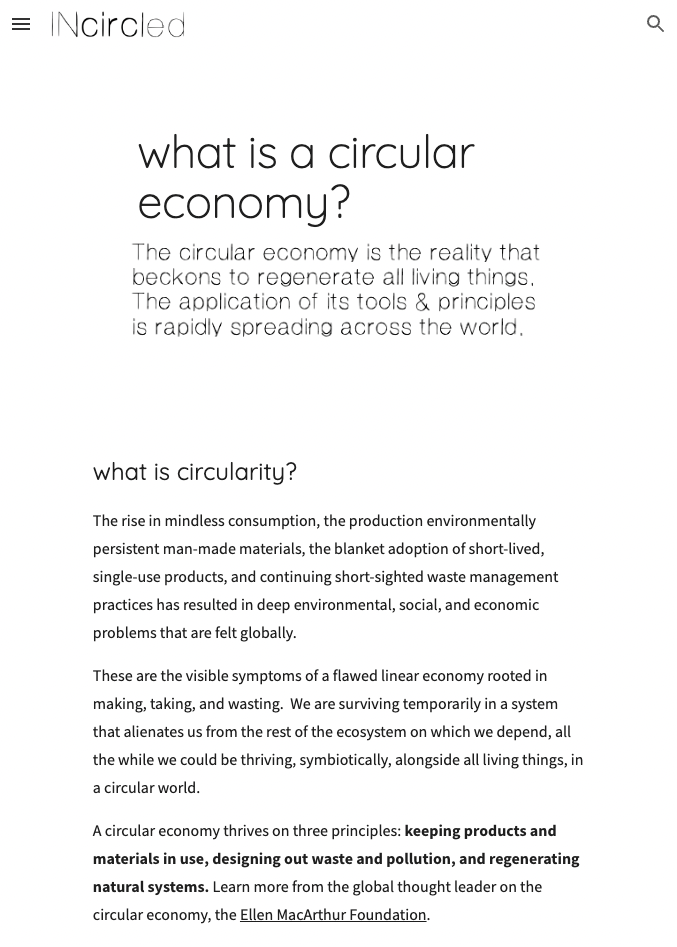 INcircled
what is a circular
economy?
The circular economy is the reality that
beckons to regenerate all living things.
The application of its tools & principles
is rapidly spreading across the world.
what is circularity?
The rise in mindless consumption, the production environmentally
persistent man-made materials, the blanket adoption of short-lived,
single-use products, and continuing short-sighted waste management
practices has resulted in deep environmental, social, and economic
problems that are felt globally.
These are the visible symptoms of a flawed linear economy rooted in
making, taking, and wasting.  We are surviving temporarily in a system
that alienates us from the rest of the ecosystem on which we depend, all
the while we could be thriving, symbiotically, alongside all living things, in
a circular world.
A circular economy thrives on three principles: keeping products and
materials in use, designing out waste and pollution, and regenerating
natural systems. Learn more from the global thought leader on the
circular economy, the Ellen MacArthur Foundation.